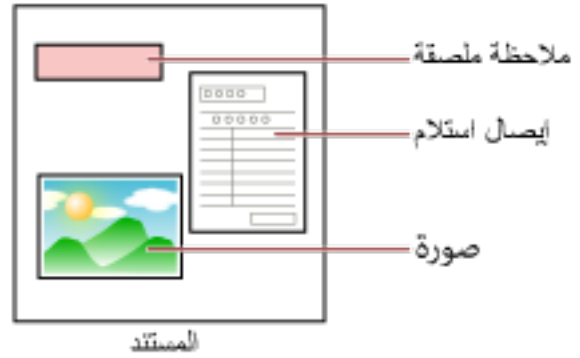 ملاحظة ملصقة
إيصال استلام
صورة
المستند